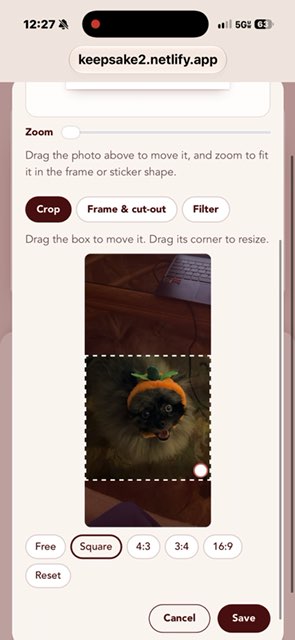 12:27
5G 63
keepsake2.netlify.app
Zoom
Drag the photo above to move it, and zoom to fit
it in the frame or sticker shape.
Crop
Frame & cut-out
Filter
Drag the box to move it. Drag its corner to resize.
Free
Square
4:3
3:4
16:9
Reset
Cancel
Save